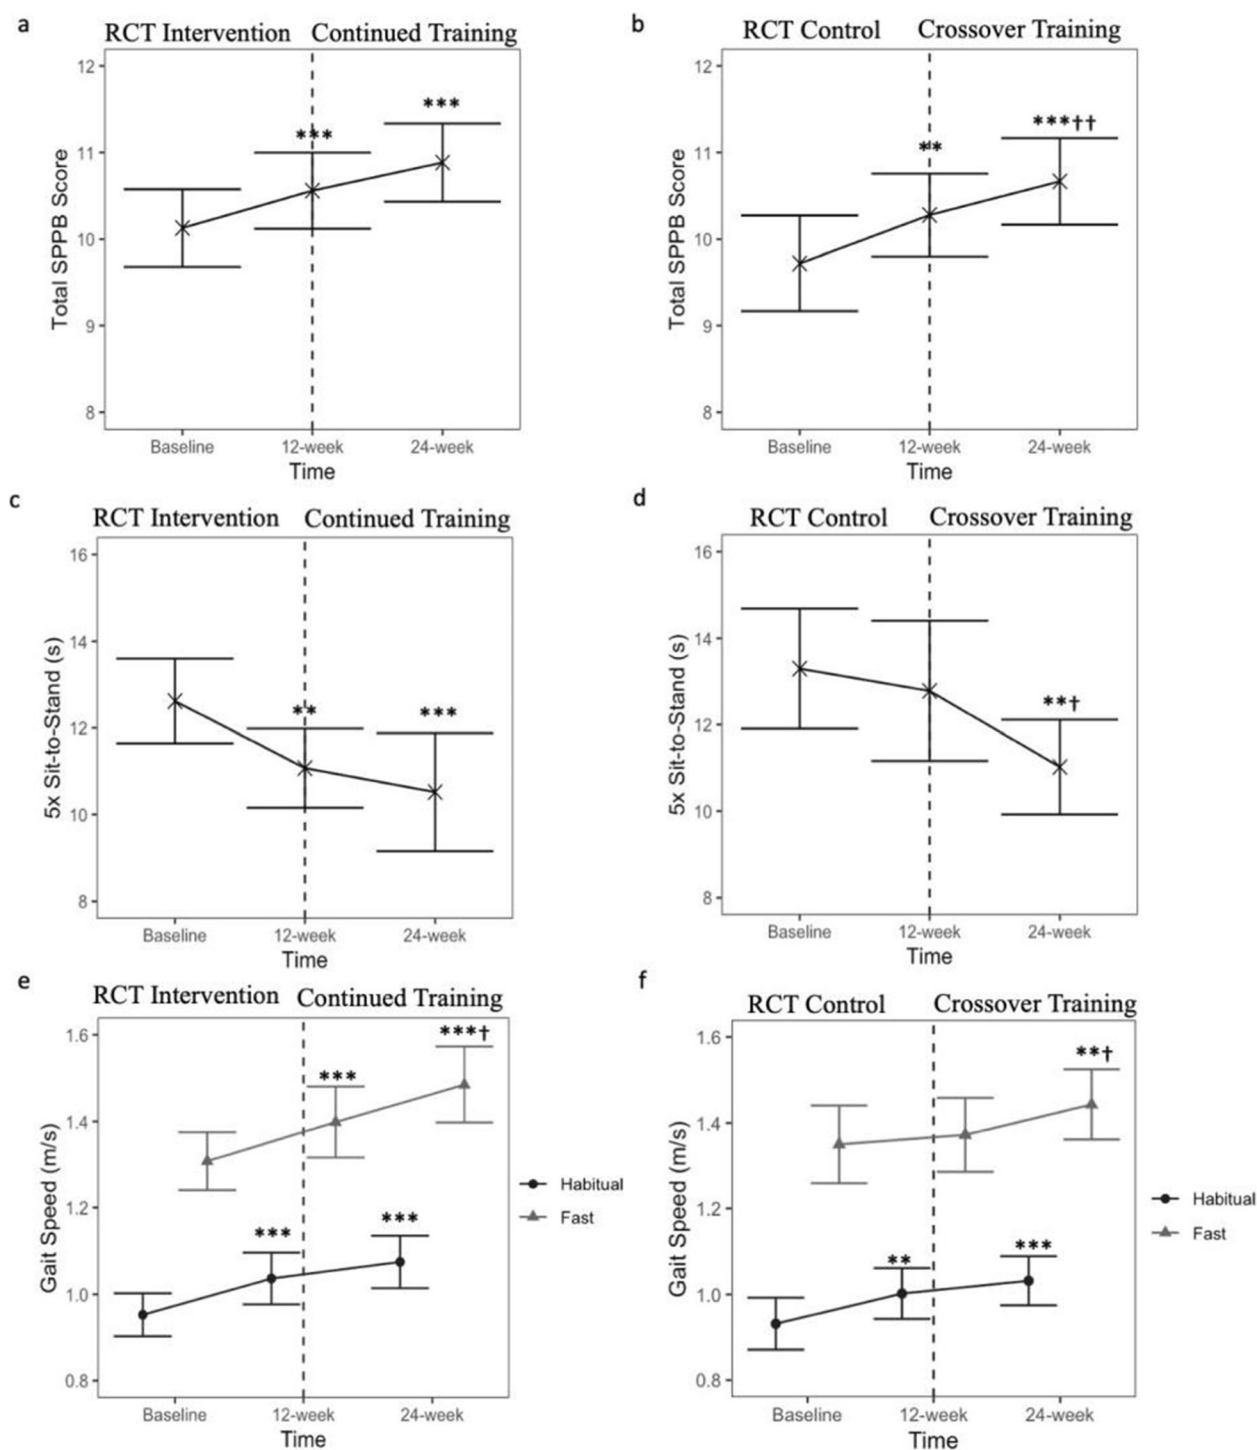 a
RCT Intervention Continued Training
12
11
10
9
8
Total SPPB Score
***
***
Baseline 12-week 24-week
Time
b
RCT Control Crossover Training
12
11
10
9
8
Total SPPB Score
**
***††
Baseline 12-week 24-week
Time
c
RCT Intervention Continued Training
16
14
12
10
8
5x Sit-to-Stand (s)
**
***
Baseline 12-week 24-week
Time
d
RCT Control Crossover Training
16
14
12
10
8
5x Sit-to-Stand (s)
**†
Baseline 12-week 24-week
Time
e
RCT Intervention Continued Training
1.6
1.4
1.2
1.0
0.8
Gait Speed (m/s)
***†
***
***
***
Habitual
Fast
Baseline 12-week 24-week
Time
f
RCT Control Crossover Training
1.6
1.4
1.2
1.0
0.8
Gait Speed (m/s)
**†
**
***
Habitual
Fast
Baseline 12-week 24-week
Time